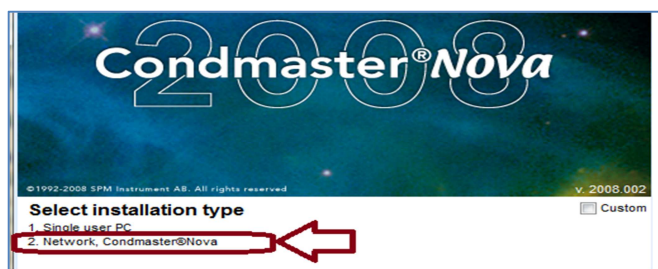 2008
Condmaster®Nova
©1992-2008 SPM Instrument AB. All rights reserved
v. 2008.002
Select installation type
Custom
1. Single user PC
2. Network, Condmaster®Nova